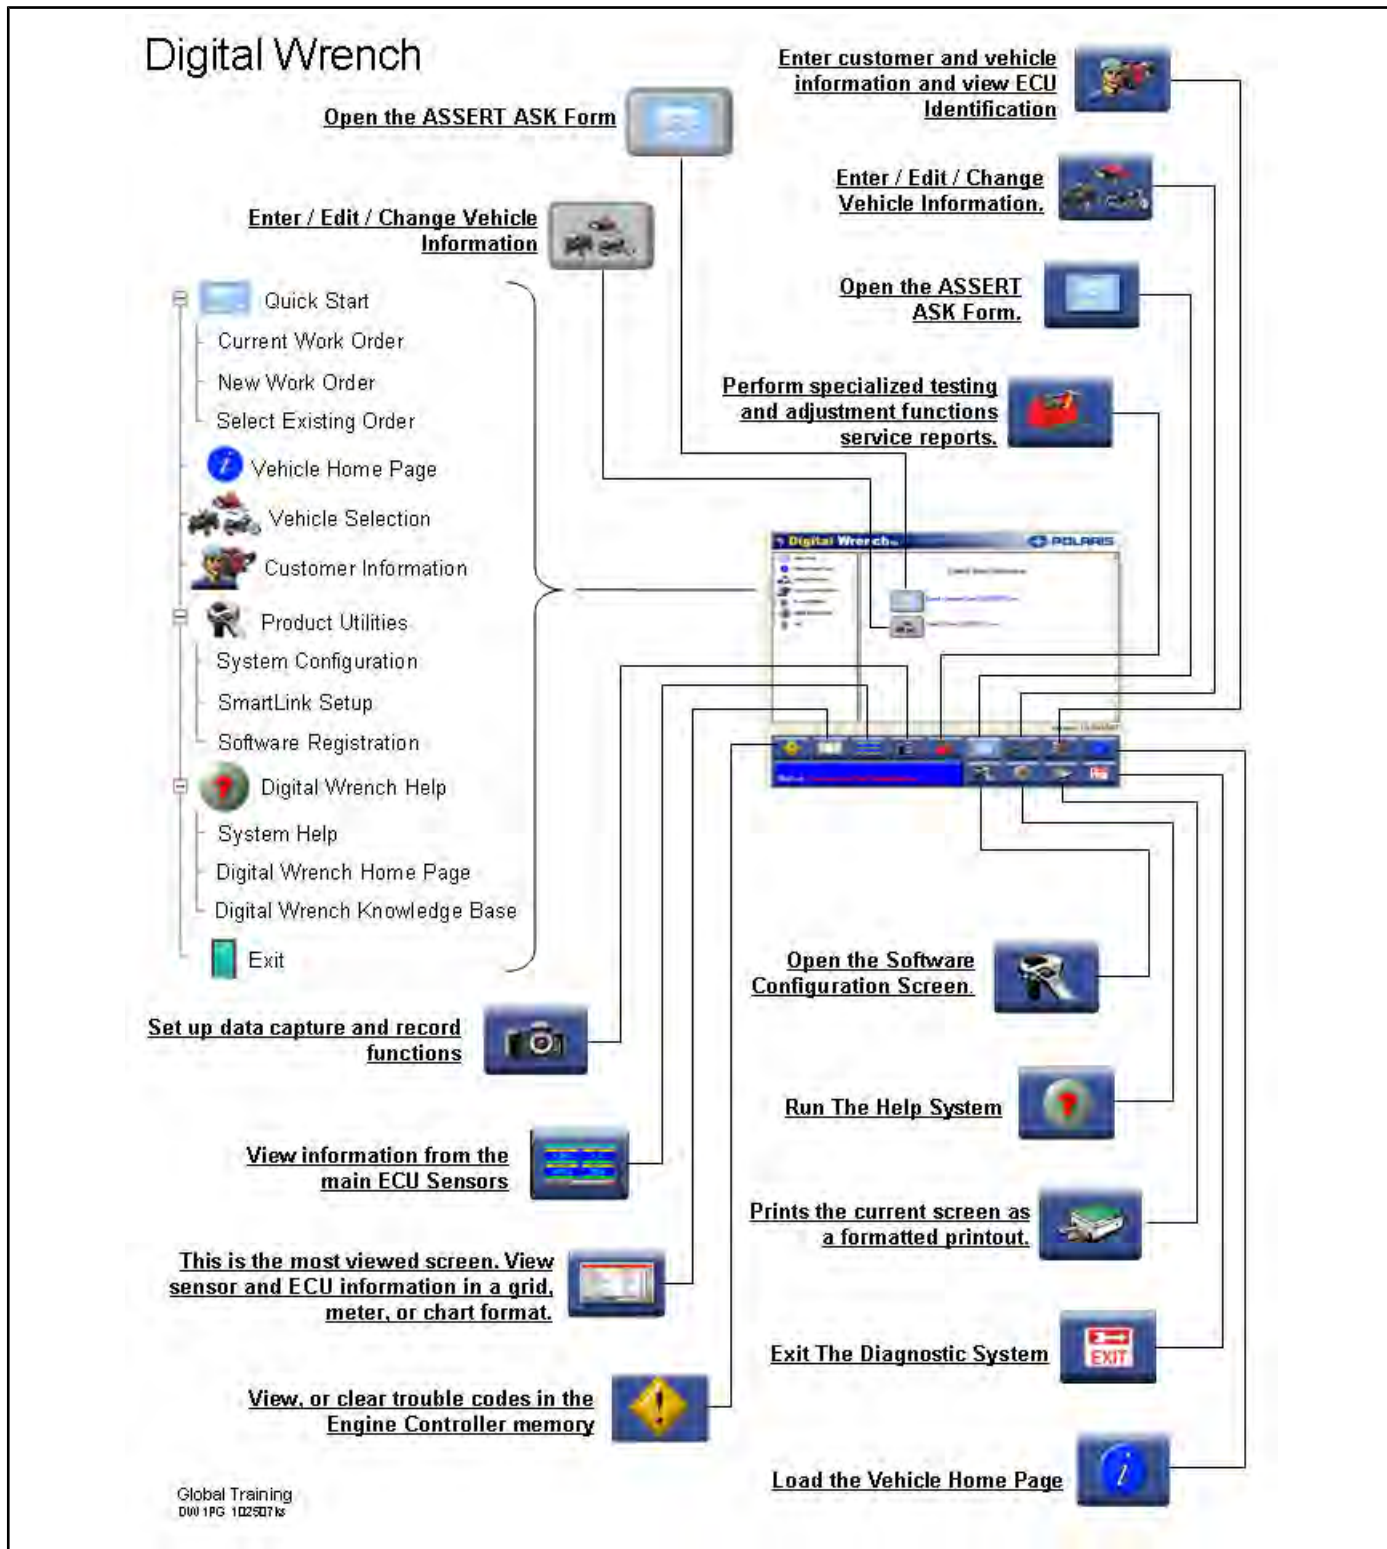 Digital Wrench
Open the ASSERT ASK Form
Enter / Edit / Change Vehicle
Information
Quick Start
Current Work Order
New Work Order
Select Existing Order
Vehicle Home Page
Vehicle Selection
Customer Information
Product Utilities
System Configuration
SmartLink Setup
Software Registration
Digital Wrench Help
System Help
Digital Wrench Home Page
Digital Wrench Knowledge Base
Exit
Enter customer and vehicle
information and view ECU
Identification
Enter / Edit / Change
Vehicle Information.
Open the ASSERT
ASK Form.
Perform specialized testing
and adjustment functions
service reports.
Digital Wrench
POLARIS
Set up data capture and record
functions
View information from the
main ECU Sensors
This is the most viewed screen. View
sensor and ECU information in a grid,
meter, or chart format.
View, or clear trouble codes in the
Engine Controller memory
Open the Software
Configuration Screen.
Run The Help System
Prints the current screen as
a formatted printout.
Exit The Diagnostic System
EXIT
Load the Vehicle Home Page
Global Training
DW 1PG 102507ks